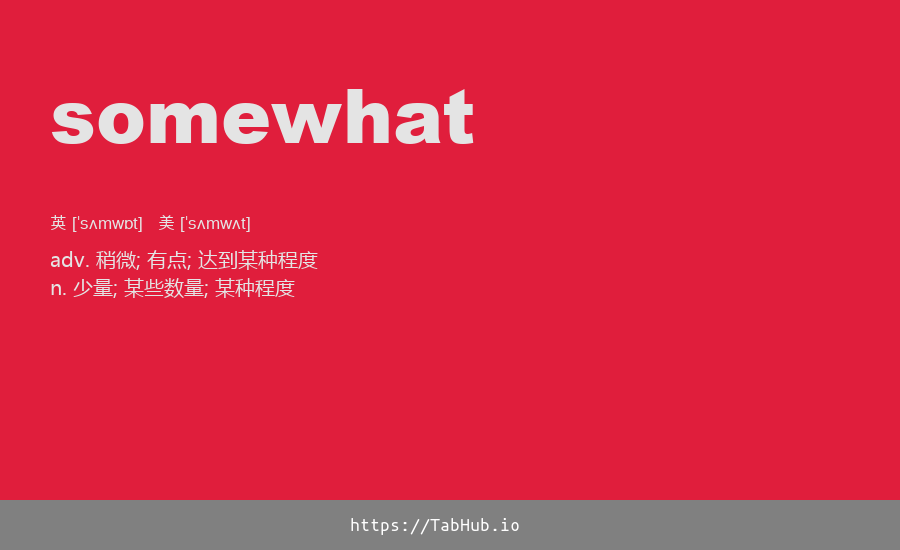 somewhat
英 [ˈsʌmwɒt] 美 [ˈsʌmwʌt]
adv. 稍微; 有点; 达到某种程度
n. 少量; 某些数量; 某种程度
https://TabHub.io